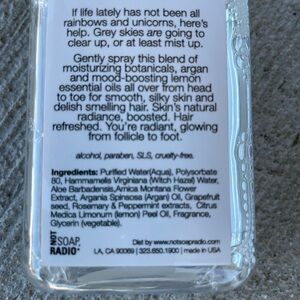 If life lately has not been all
rainbows and unicorns, here's
help. Grey skies are going to
clear up, or at least mist up.
Gently spray this blend of
moisturizing botanicals, argan
and mood-boosting lemon
essential oils all over from head
to toe for smooth, silky skin and
delish smelling hair. Skin's natural
radiance, boosted. Hair
refreshed. You're radiant, glowing
from follicle to foot.
alcohol, paraben, SLS, cruelty-free.
Ingredients: Purified Water(Aqua), Polysorbate
80, Hammamelis Virginiana (Witch Haze) Water,
Aloe Barbadensis,Arnica Montana Flower
Extract, Argania Spinosa (Argan) Oil, Grapefruit
seed, Rosemary & Peppermint extracts, Citrus
Medica Limonum (lemon) Peel Oil, Fragrance,
Glycerin (vegetable).
NOT
SOAP,
RADIO
Dist by www.notsoapradio.com
LA, CA 90069 | 323.650.1900 | made in USA